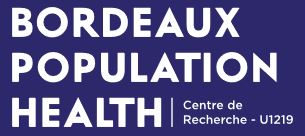 BORDEAUX
POPULATION
HEALTH
Centre de
Recherche - U1219